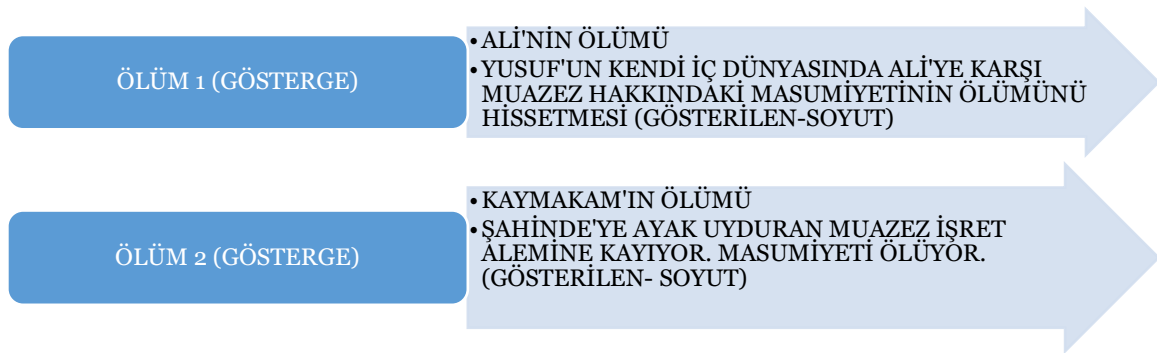 ÖLÜM 1 (GÖSTERGE)
•ALİ'NİN ÖLÜMÜ
•YUSUF'UN KENDİ İÇ DÜNYASINDA ALİ'YE KARŞI
MUAZEZ HAKKINDAKİ MASUMİYETİNİN ÖLÜMÜNÜ
HİSSETMESİ (GÖSTERİLEN-SOYUT)
ÖLÜM 2 (GÖSTERGE)
•KAYMAKAM'IN ÖLÜMÜ
•ŞAHİNDE'YE AYAK UYDURAN MUAZEZ İŞRET
ALEMİNE KAYIYOR. MASUMİYETİ ÖLÜYOR.
(GÖSTERİLEN- SOYUT)